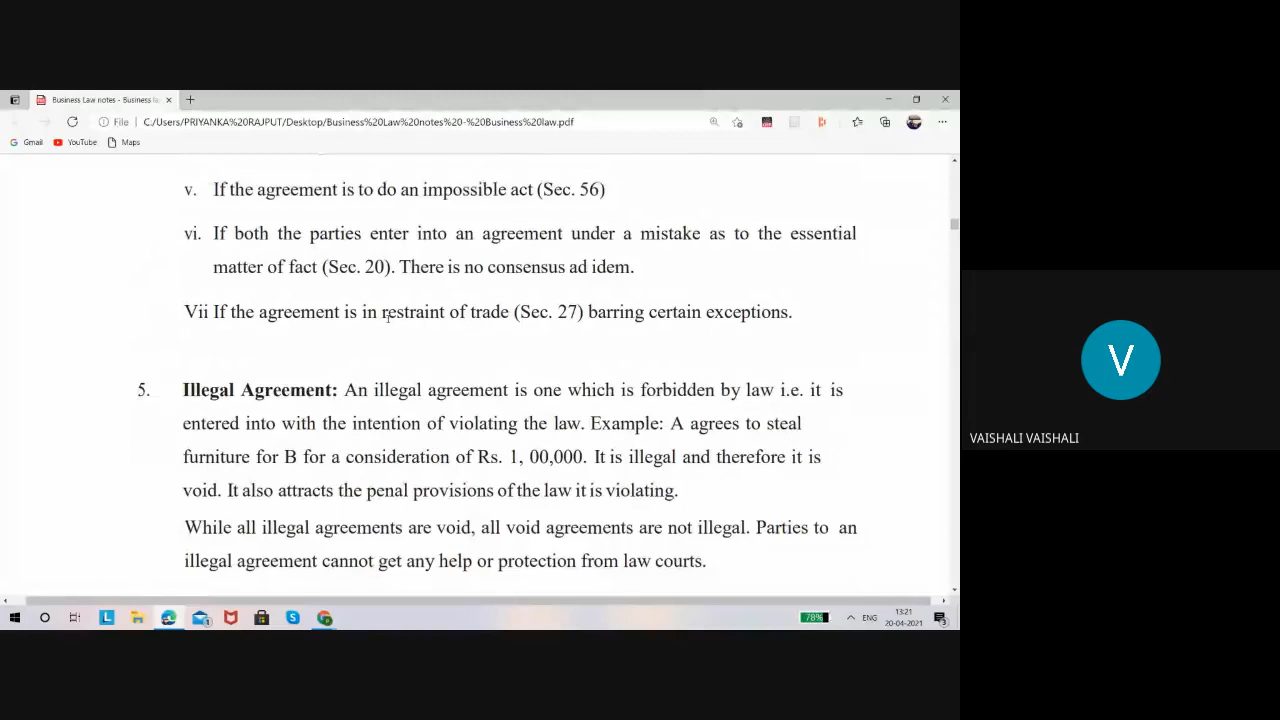 Business Law notes - Business la
File
C:/Users/PRIYANKA%20RAJPUT/Desktop/Business%20Law%20notes%20-%20Business%20law.pdf
Gmail YouTube Maps
v. If the agreement is to do an impossible act (Sec. 56)
vi. If both the parties enter into an agreement under a mistake as to the essential
matter of fact (Sec. 20). There is no consensus ad idem.
Vii If the agreement is in restraint of trade (Sec. 27) barring certain exceptions.
5. Illegal Agreement: An illegal agreement is one which is forbidden by law i.e. it is
entered into with the intention of violating the law. Example: A agrees to steal
furniture for B for a consideration of Rs. 1, 00,000. It is illegal and therefore it is
void. It also attracts the penal provisions of the law it is violating.
While all illegal agreements are void, all void agreements are not illegal. Parties to an
illegal agreement cannot get any help or protection from law courts.
V
VAISHALI VAISHALI
78%
ENG
13:21
20-04-2021